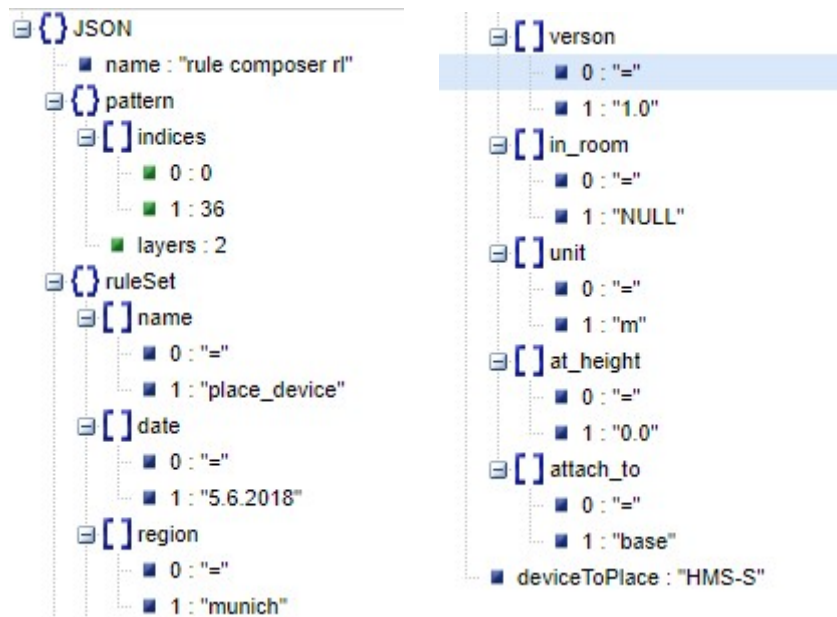 {} JSON
name : "rule composer rl"
{} pattern
[ ] indices
0 : 0
1 : 36
layers : 2
{} ruleSet
[ ] name
0 : "="
1 : "place_device"
[ ] date
0 : "="
1 : "5.6.2018"
[ ] region
0 : "="
1 : "munich"
[ ] verson
0 : "="
1 : "1.0"
[ ] in_room
0 : "="
1 : "NULL"
[ ] unit
0 : "="
1 : "m"
[ ] at_height
0 : "="
1 : "0.0"
[ ] attach_to
0 : "="
1 : "base"
deviceToPlace : "HMS-S"